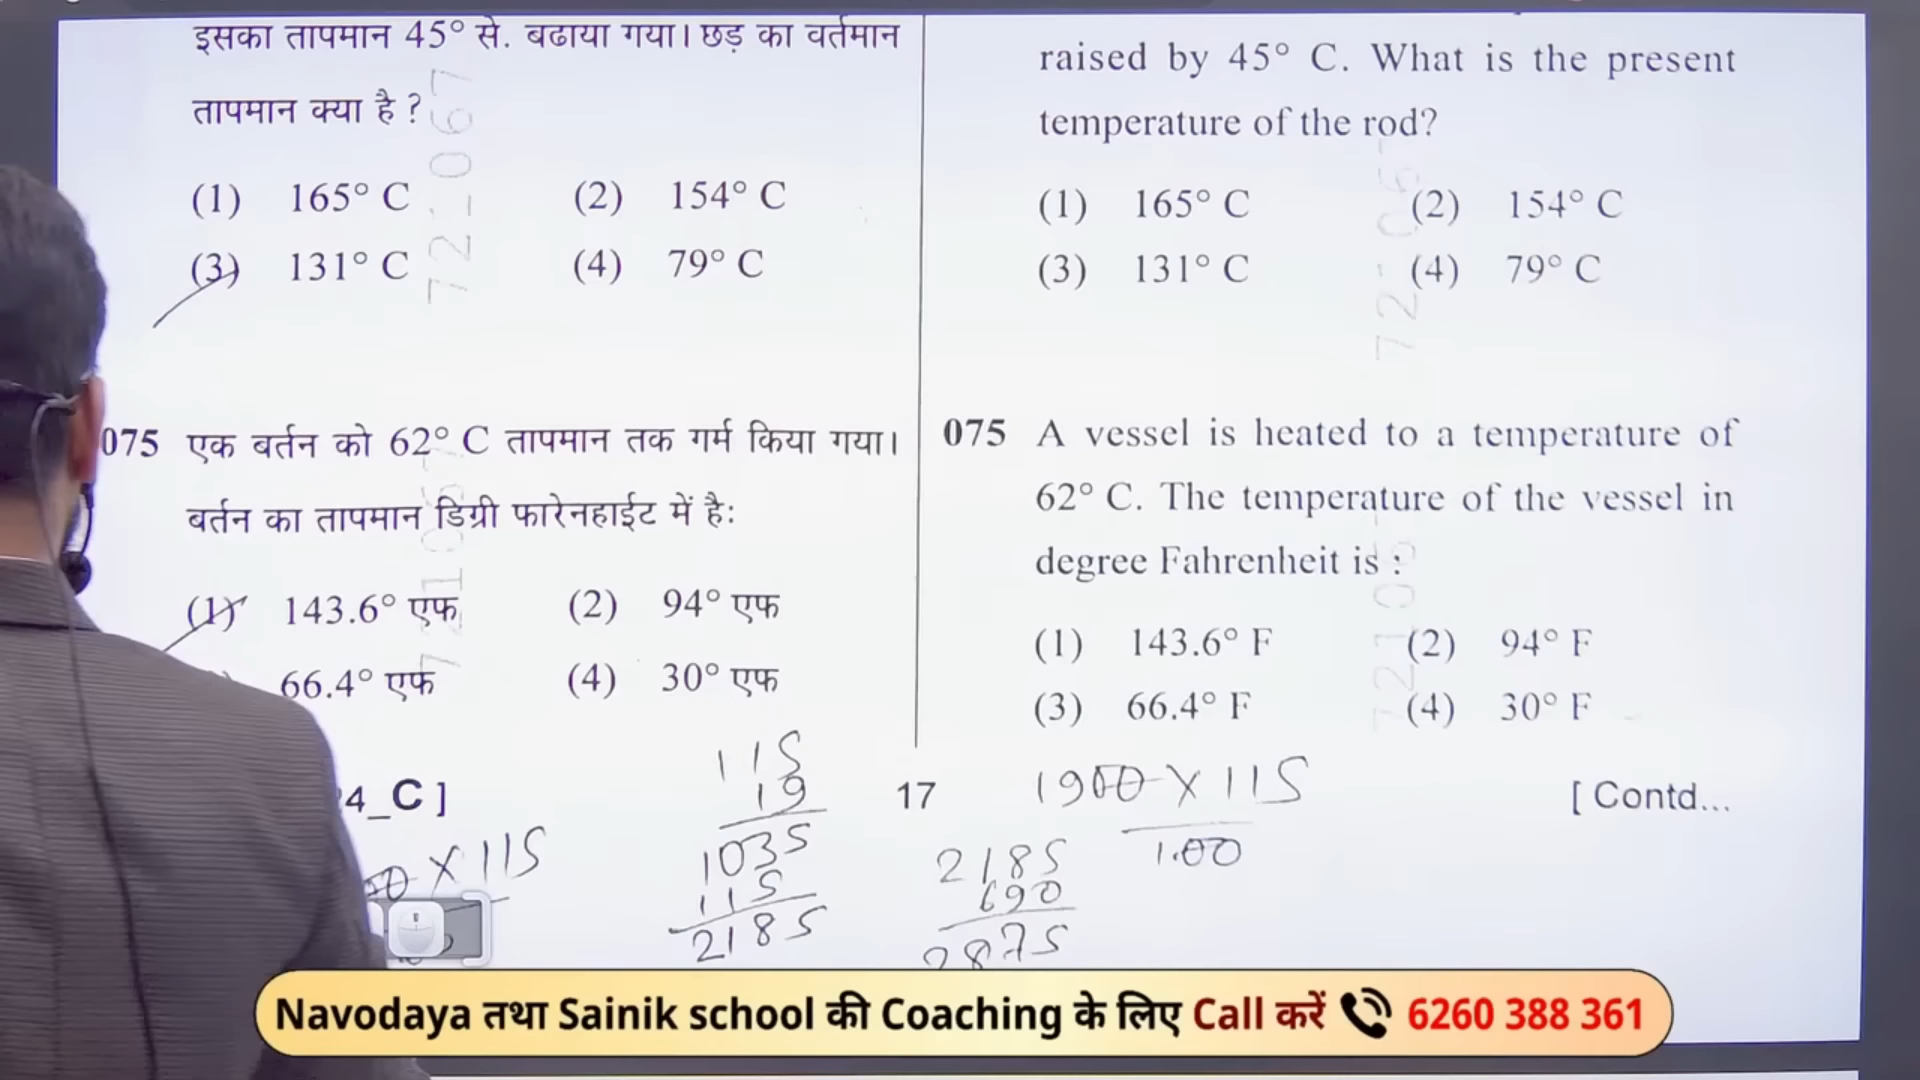 इसका तापमान 45° से. बढाया गया। छड़ का वर्तमान
तापमान क्या है ?
(1) 165° C (2) 154° C
(3) 131° C (4) 79° C
075 एक बर्तन को 62° C तापमान तक गर्म किया गया।
बर्तन का तापमान डिग्री फारेनहाईट में है:
(1) 143.6° एफ (2) 94° एफ
66.4° एफ (4) 30° एफ
4_C ]
raised by 45° C. What is the present
temperature of the rod?
(1) 165° C (2) 154° C
(3) 131° C (4) 79° C
075 A vessel is heated to a temperature of
62° C. The temperature of the vessel in
degree Fahrenheit is :
(1) 143.6° F (2) 94° F
(3) 66.4° F (4) 30° F
17
[ Contd...
X 115
115
19
1035
115
2185
1900 X 115
100
2185
690
2875
Navodaya तथा Sainik school की Coaching के लिए Call करें 6260 388 361